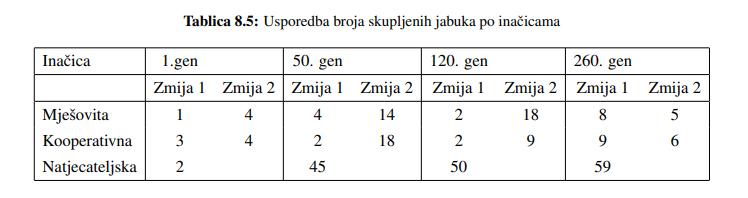 Tablica 8.5: Usporedba broja skupljenih jabuka po inačicama
Inačica 1.gen 50. gen 120. gen 260. gen
Zmija 1 Zmija 2 Zmija 1 Zmija 2 Zmija 1 Zmija 2 Zmija 1 Zmija 2
Mješovita 1 4 4 14 2 18 8 5
Kooperativna 3 4 2 18 2 9 9 6
Natjecateljska 2 45 50 59